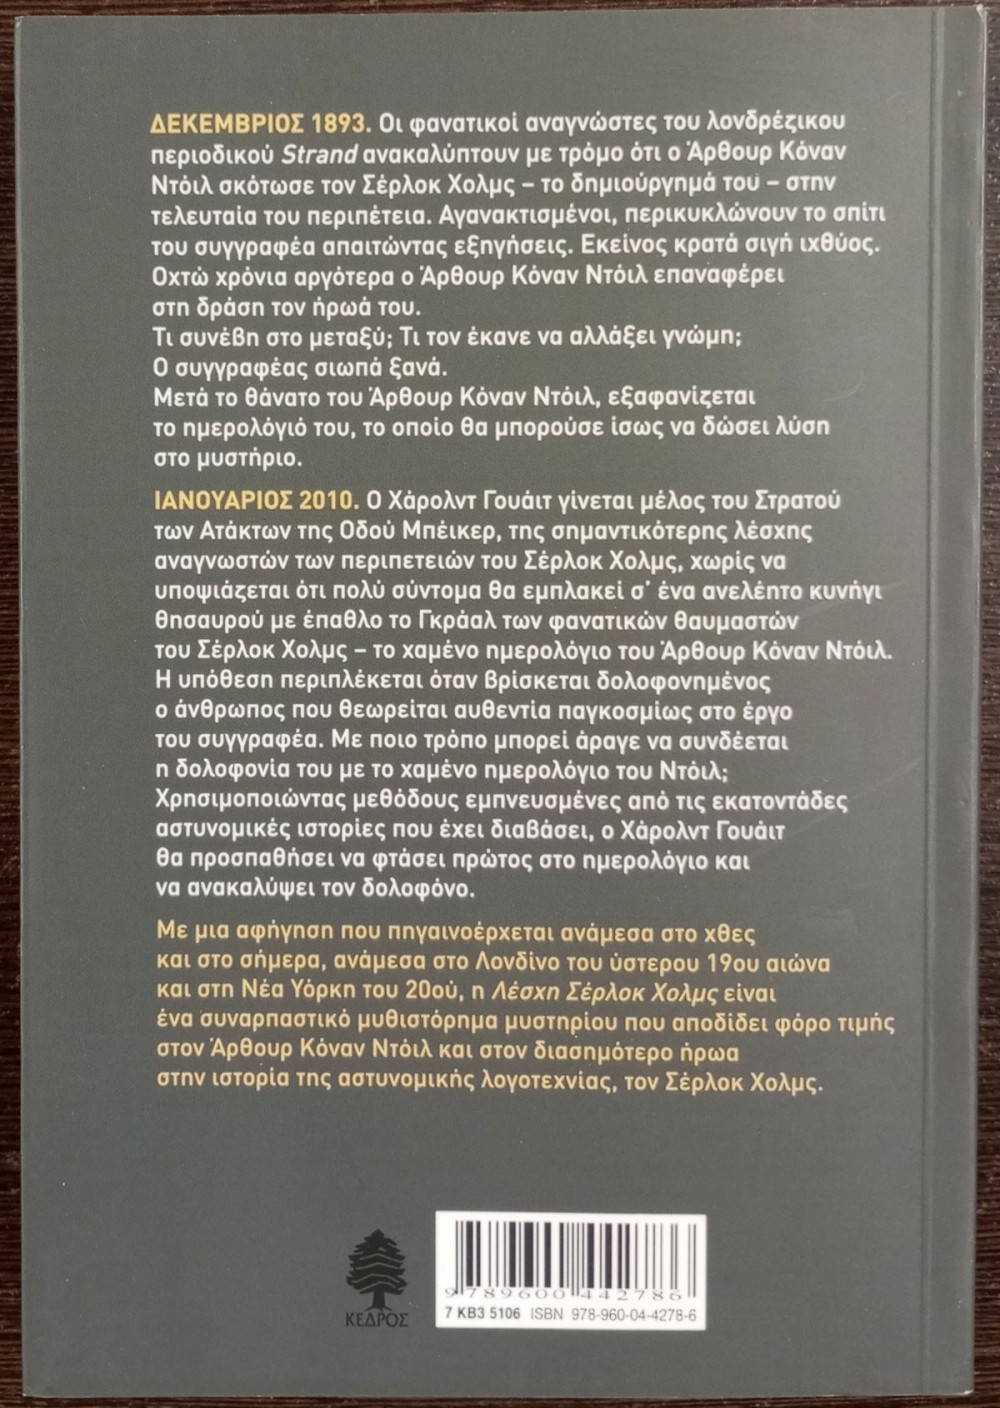 ΔΕΚΕΜΒΡΙΟΣ 1893. Οι φανατικοί αναγνώστες του λονδρέζικου
περιοδικού Strand ανακαλύπτουν με τρόμο ότι ο Άρθουρ Κόναν
Ντόιλ σκότωσε τον Σέρλοκ Χολμς – το δημιούργημά του – στην
τελευταία του περιπέτεια. Αγανακτισμένοι, περικυκλώνουν το σπίτι
του συγγραφέα απαιτώντας εξηγήσεις. Εκείνος κρατά σιγή ιχθύος.
Οχτώ χρόνια αργότερα ο Άρθουρ Κόναν Ντόιλ επαναφέρει
στη δράση τον ήρωά του.
Τι συνέβη στο μεταξύ; Τι τον έκανε να αλλάξει γνώμη;
Ο συγγραφέας σιωπά ξανά.
Μετά το θάνατο του Άρθουρ Κόναν Ντόιλ, εξαφανίζεται
το ημερολόγιό του, το οποίο θα μπορούσε ίσως να δώσει λύση
στο μυστήριο.
ΙΑΝΟΥΑΡΙΟΣ 2010. Ο Χάρολντ Γουάιτ γίνεται μέλος του Στρατού
των Ατάκτων της Οδού Μπέικερ, της σημαντικότερης λέσχης
αναγνωστών των περιπετειών του Σέρλοκ Χολμς, χωρίς να
υποψιάζεται ότι πολύ σύντομα θα εμπλακεί σ' ένα ανελέητο κυνήγι
θησαυρού με έπαθλο το Γκράαλ των φανατικών θαυμαστών
του Σέρλοκ Χολμς – το χαμένο ημερολόγιο του Άρθουρ Κόναν Ντόιλ.
Η υπόθεση περιπλέκεται όταν βρίσκεται δολοφονημένος
ο άνθρωπος που θεωρείται αυθεντία παγκοσμίως στο έργο
του συγγραφέα. Με ποιο τρόπο μπορεί άραγε να συνδέεται
η δολοφονία του με το χαμένο ημερολόγιο του Ντόιλ;
Χρησιμοποιώντας μεθόδους εμπνευσμένες από τις εκατοντάδες
αστυνομικές ιστορίες που έχει διαβάσει, ο Χάρολντ Γουάιτ
θα προσπαθήσει να φτάσει πρώτος στο ημερολόγιο και
να ανακαλύψει τον δολοφόνο.
Με μια αφήγηση που πηγαινοέρχεται ανάμεσα στο χθες
και στο σήμερα, ανάμεσα στο Λονδίνο του ύστερου 19ου αιώνα
και στη Νέα Υόρκη του 20ού, η Λέσχη Σέρλοκ Χολμς είναι
ένα συναρπαστικό μυθιστόρημα μυστηρίου που αποδίδει φόρο τιμής
στον Άρθουρ Κόναν Ντόιλ και στον διασημότερο ήρωα
στην ιστορία της αστυνομικής λογοτεχνίας, τον Σέρλοκ Χολμς.
9 789600 442786
ΚΕΔΡΟΣ
7 ΚΒ3 5106 ISBN 978-960-04-4278-6